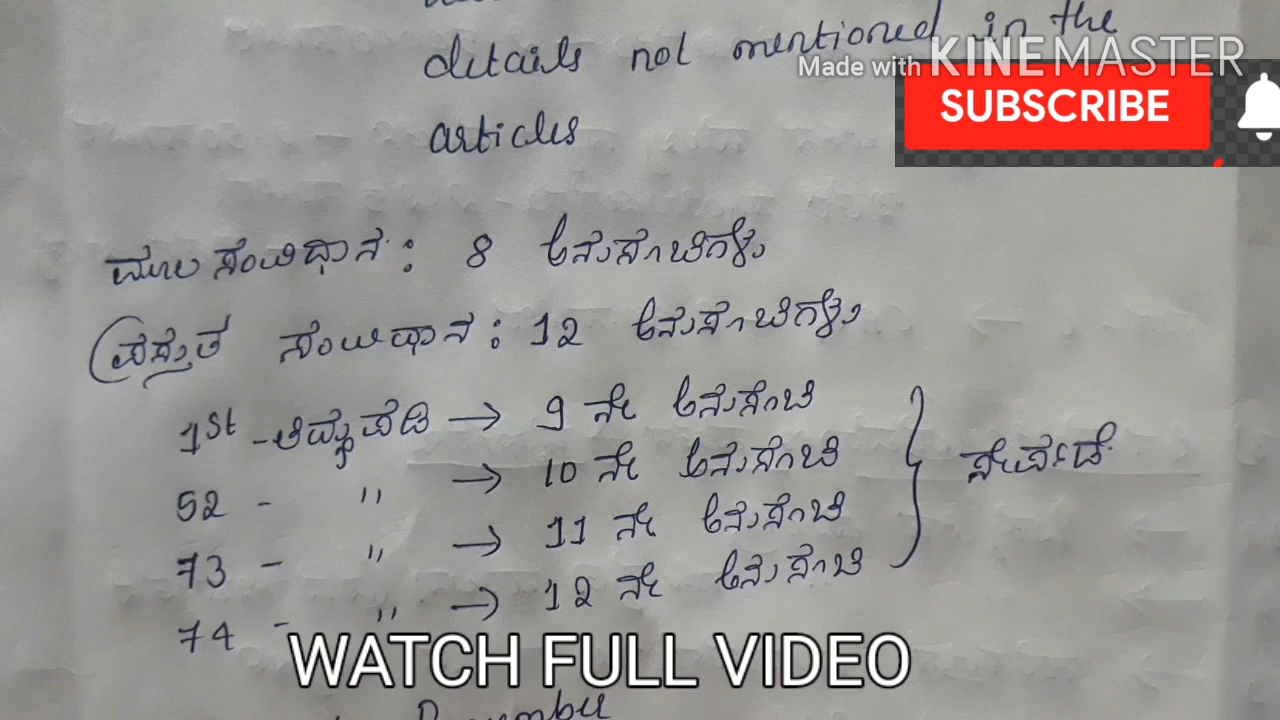 details not mentioned in the
Made with KINEMASTER
SUBSCRIBE
articles
ಮೂಲ ಸಂವಿಧಾನ : 8 ಅನುಸೂಚಿಗಳು
ಪ್ರಸ್ತುತ ಸಂವಿಧಾನ : 12 ಅನುಸೂಚಿಗಳು
1st - ತಿದ್ದುಪಡಿ → 9 ನೇ ಅನುಸೂಚಿ
52 - " → 10 ನೇ ಅನುಸೂಚಿ
ಸೇರ್ಪಡೆ
73 - " → 11 ನೇ ಅನುಸೂಚಿ
74 - " → 12 ನೇ ಅನುಸೂಚಿ
WATCH FULL VIDEO